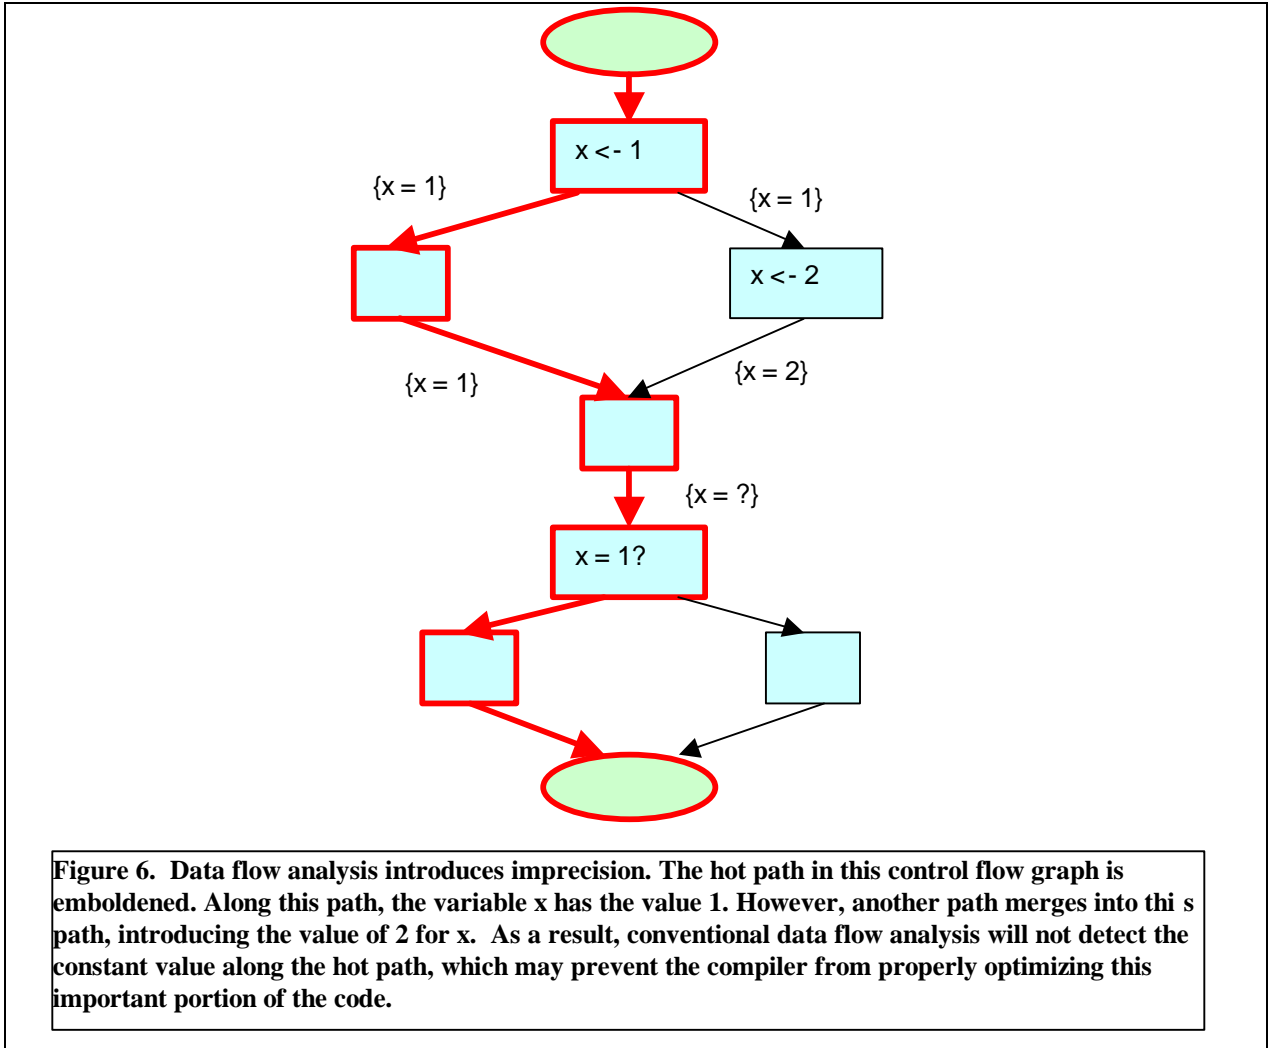 x <- 1
{x = 1}
{x = 1}
x <- 2
{x = 1}
{x = 2}
{x = ?}
x = 1?
Figure 6.  Data flow analysis introduces imprecision. The hot path in this control flow graph is
emboldened. Along this path, the variable x has the value 1. However, another path merges into thi s
path, introducing the value of 2 for x.  As a result, conventional data flow analysis will not detect the
constant value along the hot path, which may prevent the compiler from properly optimizing this
important portion of the code.